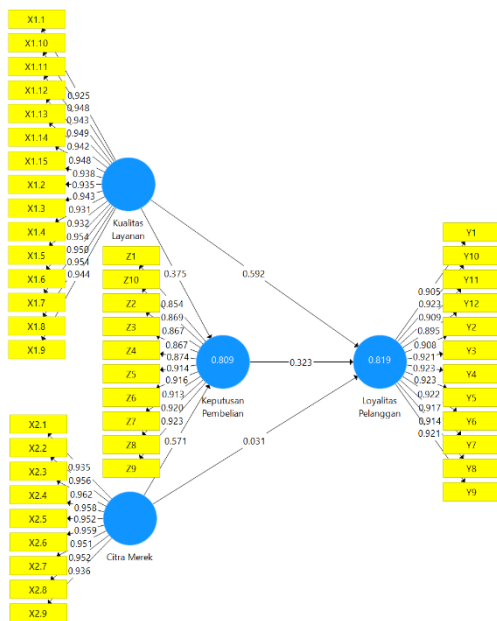 X1.1
X1.10
X1.11
X1.12
X1.13
X1.14
X1.15
X1.2
X1.3
X1.4
X1.5
X1.6
X1.7
X1.8
X1.9
0.925
0.948
0.943
0.949
0.942
0.948
0.938
0.935
0.943
0.931
0.932
0.954
0.950
0.951
0.944
Kualitas
Layanan
0.375
0.592
Z1
Z10
Z2
Z3
Z4
Z5
Z6
Z7
Z8
Z9
0.854
0.869
0.867
0.867
0.874
0.914
0.916
0.913
0.920
0.923
0.809
Keputusan
Pembelian
0.323
0.571
0.031
0.819
Loyalitas
Pelanggan
Y1
Y10
Y11
Y12
Y2
Y3
Y4
Y5
Y6
Y7
Y8
Y9
0.905
0.923
0.909
0.895
0.908
0.921
0.923
0.923
0.922
0.917
0.914
0.921
X2.1
X2.2
X2.3
X2.4
X2.5
X2.6
X2.7
X2.8
X2.9
0.935
0.956
0.962
0.958
0.952
0.959
0.951
0.952
0.936
Citra Merek